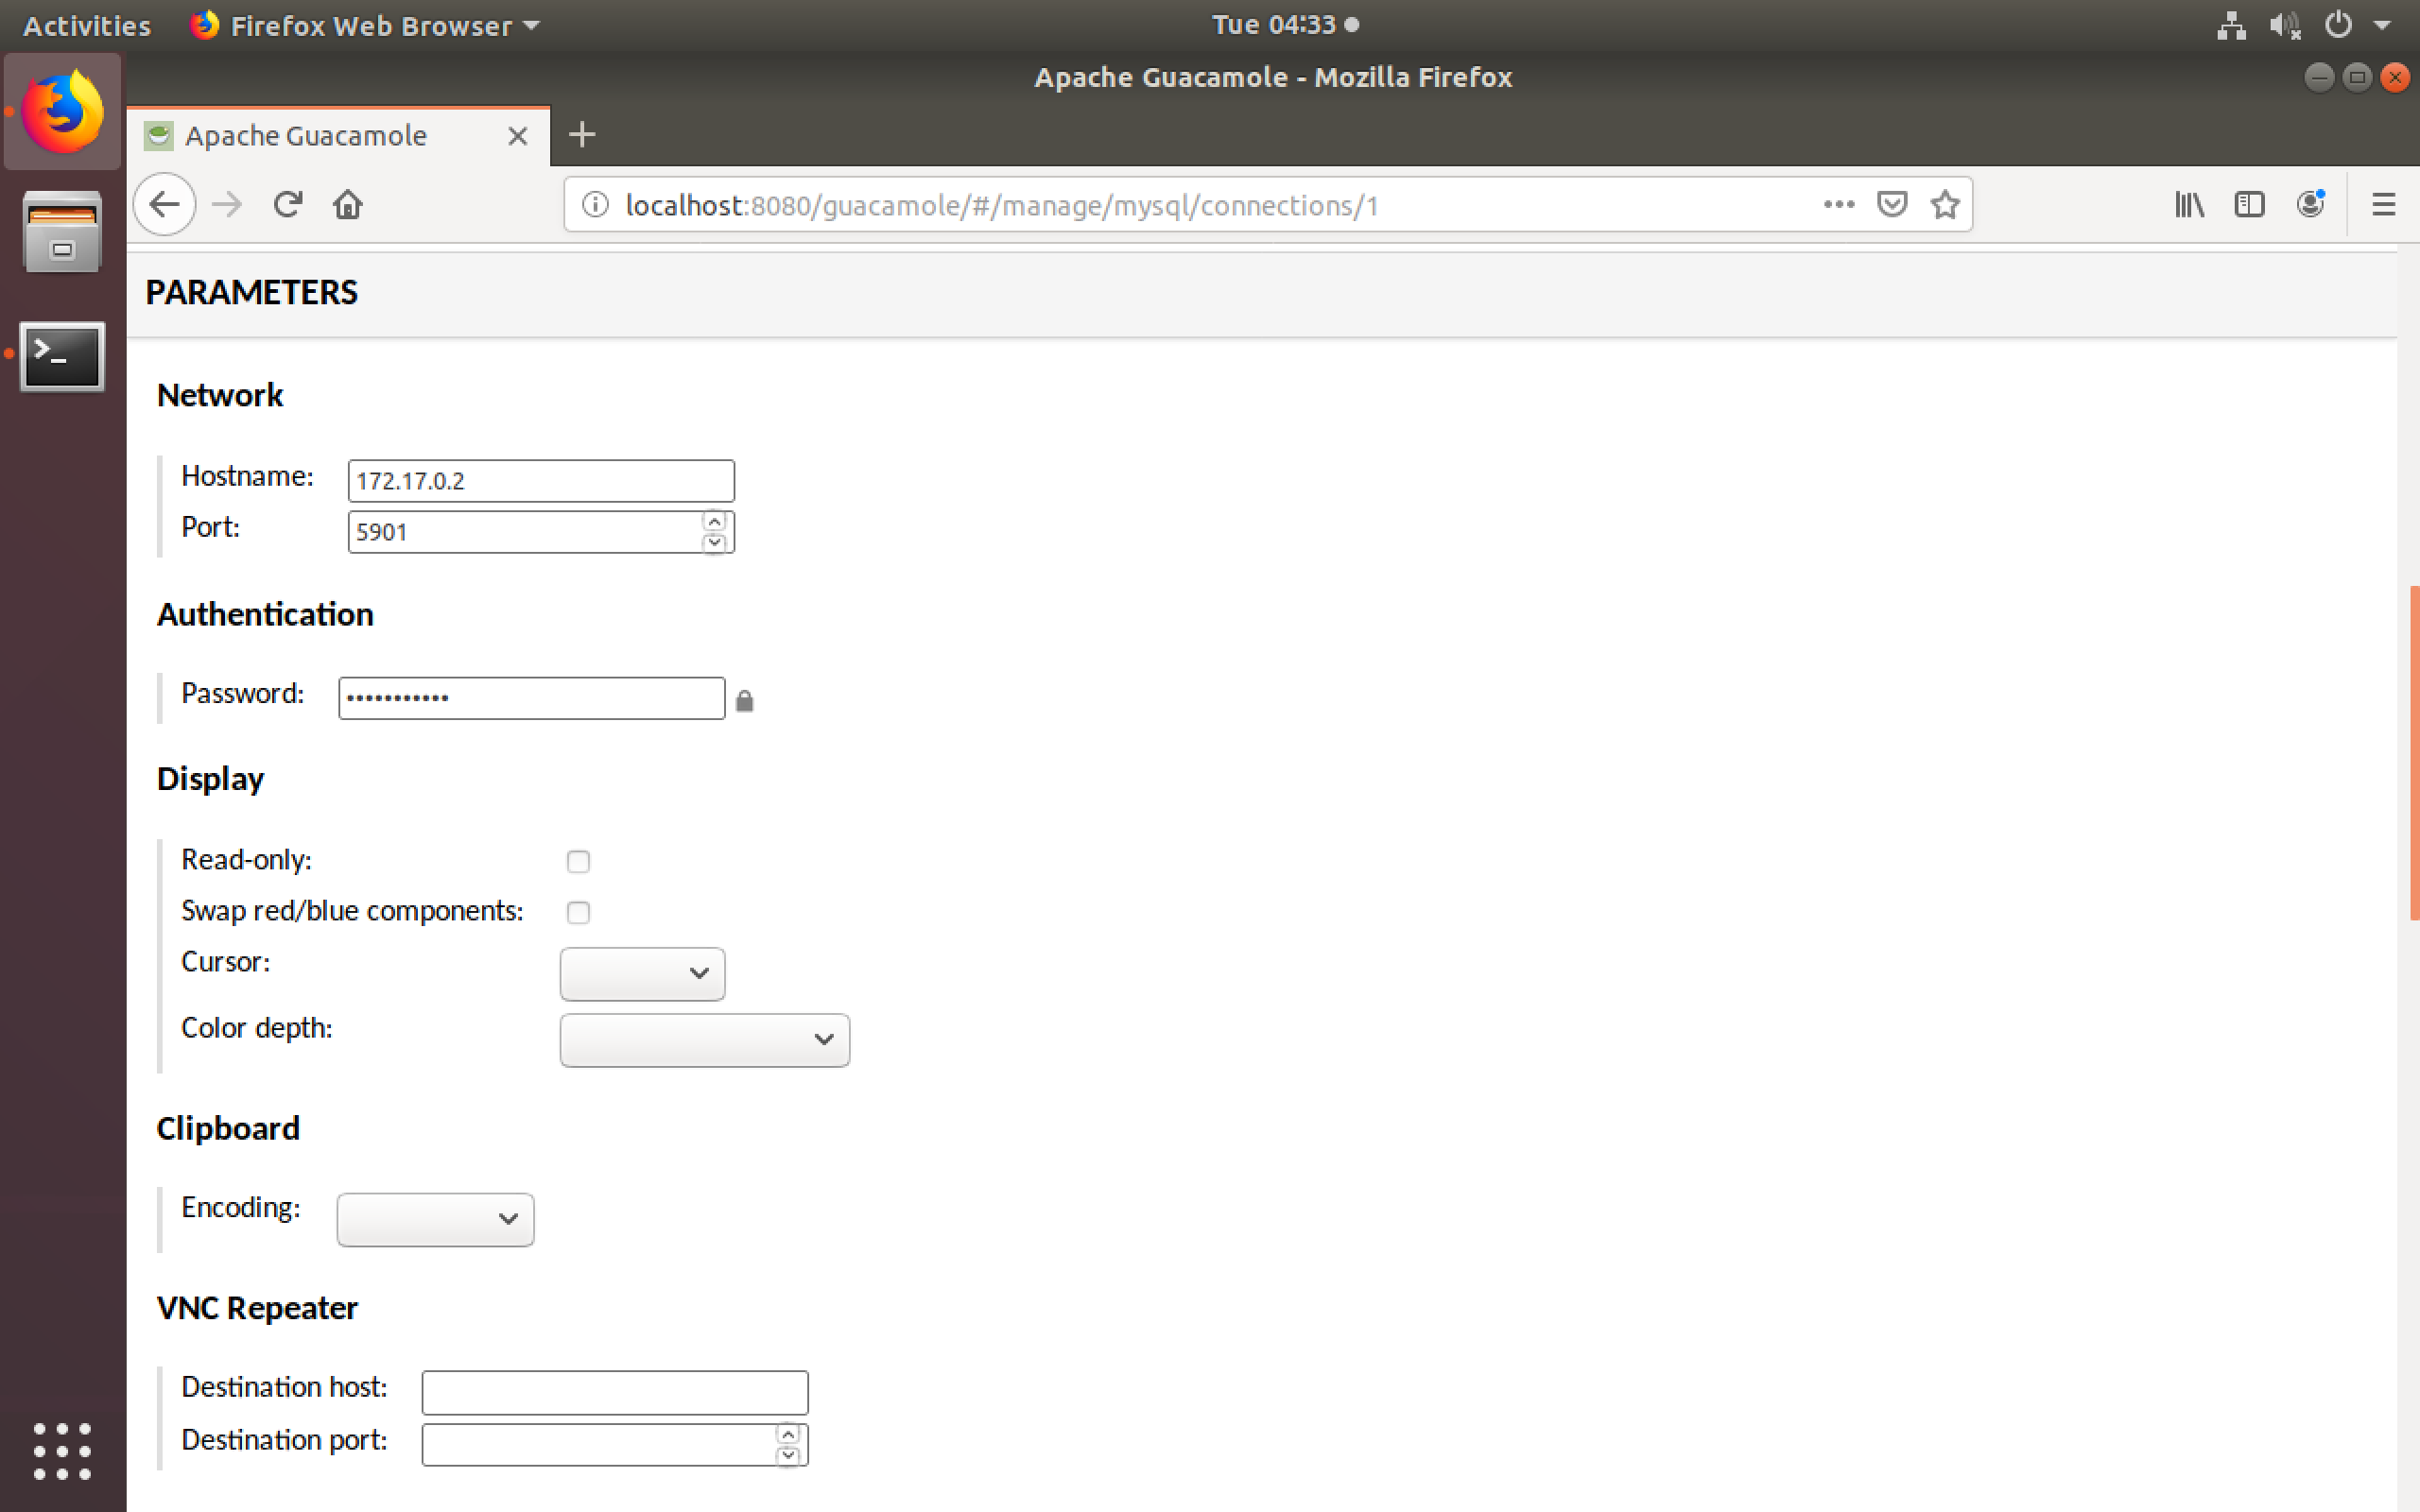 Activities Firefox Web Browser Tue 04:33
Apache Guacamole - Mozilla Firefox
Apache Guacamole
localhost:8080/guacamole/#/manage/mysql/connections/1
PARAMETERS
Network
Hostname: 172.17.0.2
Port: 5901
Authentication
Password: •••••••••••
Display
Read-only:
Swap red/blue components:
Cursor:
Color depth:
Clipboard
Encoding:
VNC Repeater
Destination host:
Destination port: